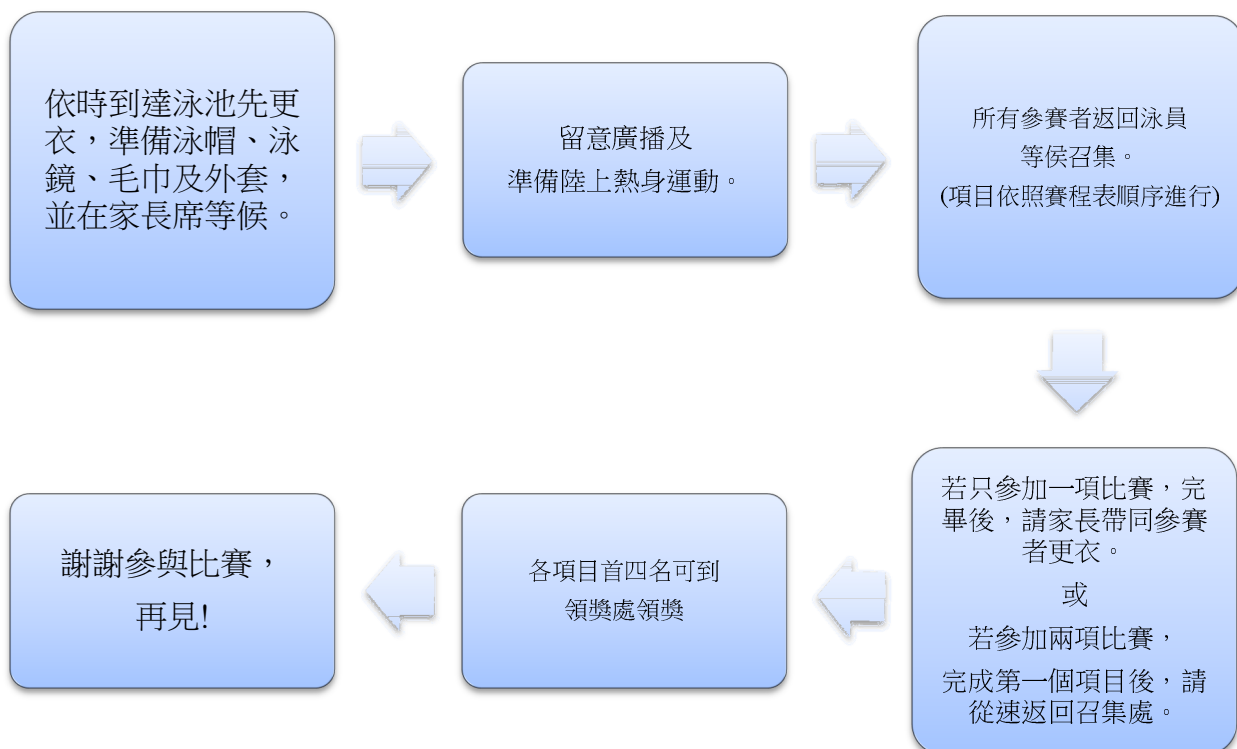 依時到達泳池先更
衣，準備泳帽、泳
鏡、毛巾及外套，
並在家長席等候。
留意廣播及
準備陸上熱身運動。
所有參賽者返回泳員
等侯召集。
(項目依照賽程表順序進行)
若只參加一項比賽，完
畢後，請家長帶同參賽
者更衣。
或
若參加兩項比賽，
完成第一個項目後，請
從速返回召集處。
各項目首四名可到
領獎處領獎
謝謝參與比賽，
再見!